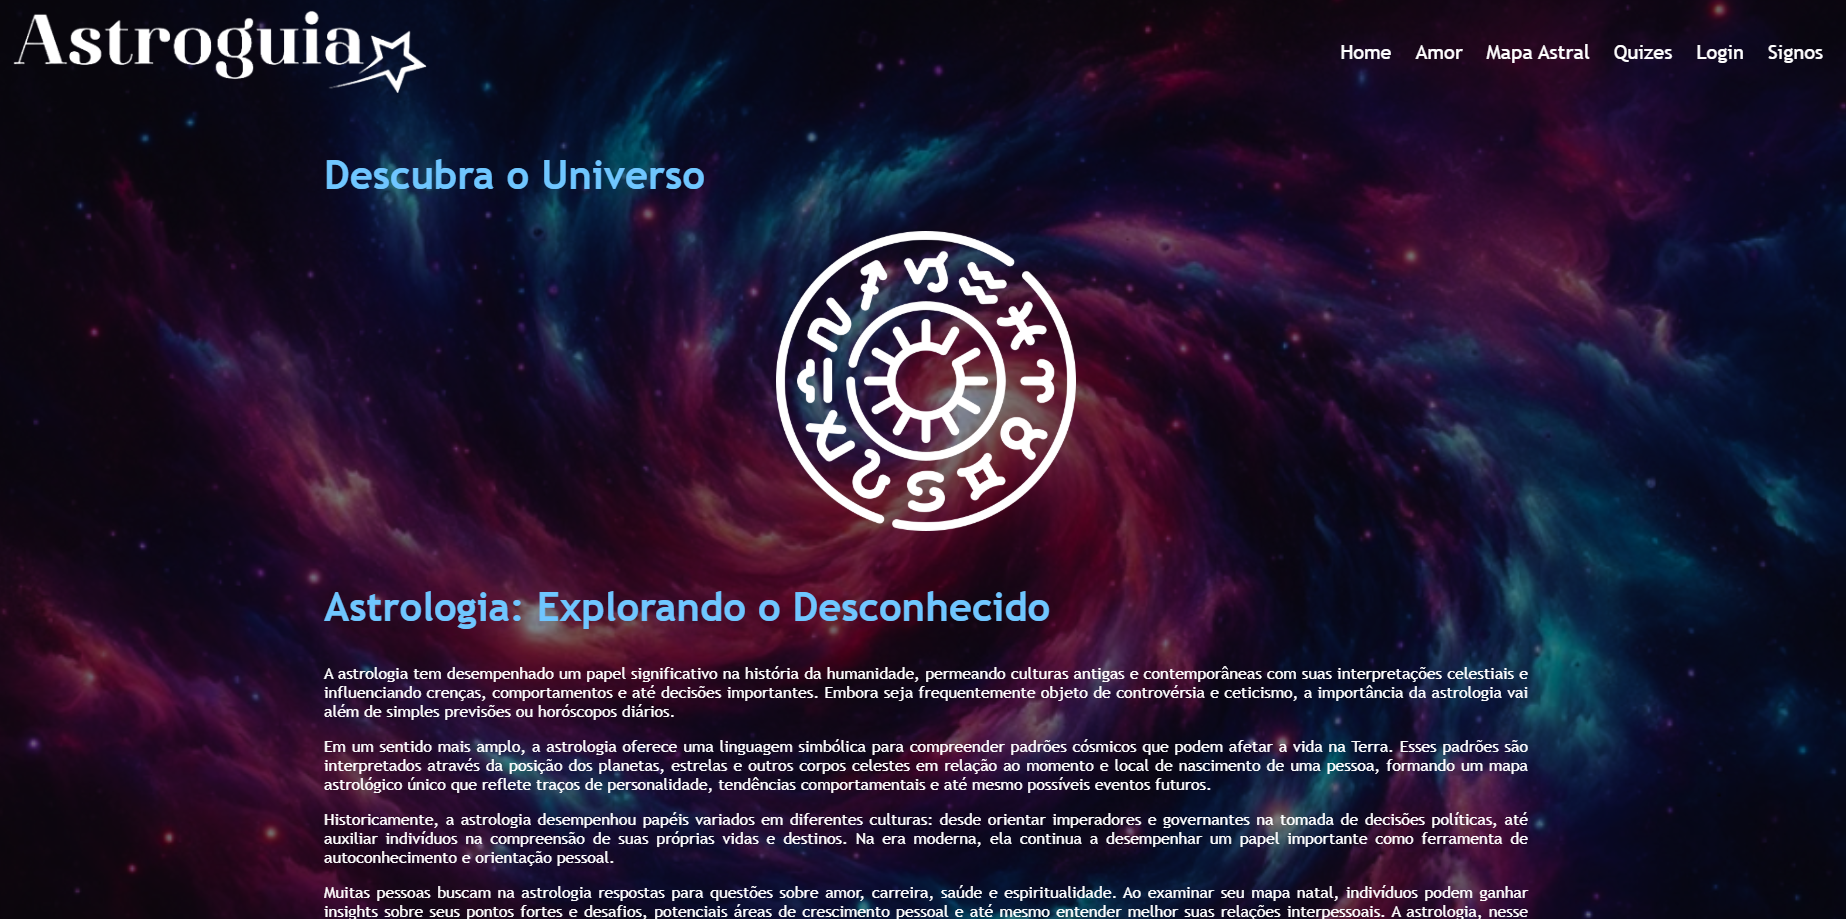 Astroguia
Home Amor Mapa Astral Quizes Login Signos
Descubra o Universo
Astrologia: Explorando o Desconhecido
A astrologia tem desempenhado um papel significativo na história da humanidade, permeando culturas antigas e contemporâneas com suas interpretações celestiais e
influenciando crenças, comportamentos e até decisões importantes. Embora seja frequentemente objeto de controvérsia e ceticismo, a importância da astrologia vai
além de simples previsões ou horóscopos diários.
Em um sentido mais amplo, a astrologia oferece uma linguagem simbólica para compreender padrões cósmicos que podem afetar a vida na Terra. Esses padrões são
interpretados através da posição dos planetas, estrelas e outros corpos celestes em relação ao momento e local de nascimento de uma pessoa, formando um mapa
astrológico único que reflete traços de personalidade, tendências comportamentais e até mesmo possíveis eventos futuros.
Historicamente, a astrologia desempenhou papéis variados em diferentes culturas: desde orientar imperadores e governantes na tomada de decisões políticas, até
auxiliar indivíduos na compreensão de suas próprias vidas e destinos. Na era moderna, ela continua a desempenhar um papel importante como ferramenta de
autoconhecimento e orientação pessoal.
Muitas pessoas buscam na astrologia respostas para questões sobre amor, carreira, saúde e espiritualidade. Ao examinar seu mapa natal, indivíduos podem ganhar
insights sobre seus pontos fortes e desafios, potenciais áreas de crescimento pessoal e até mesmo entender melhor suas relações interpessoais. A astrologia, nesse